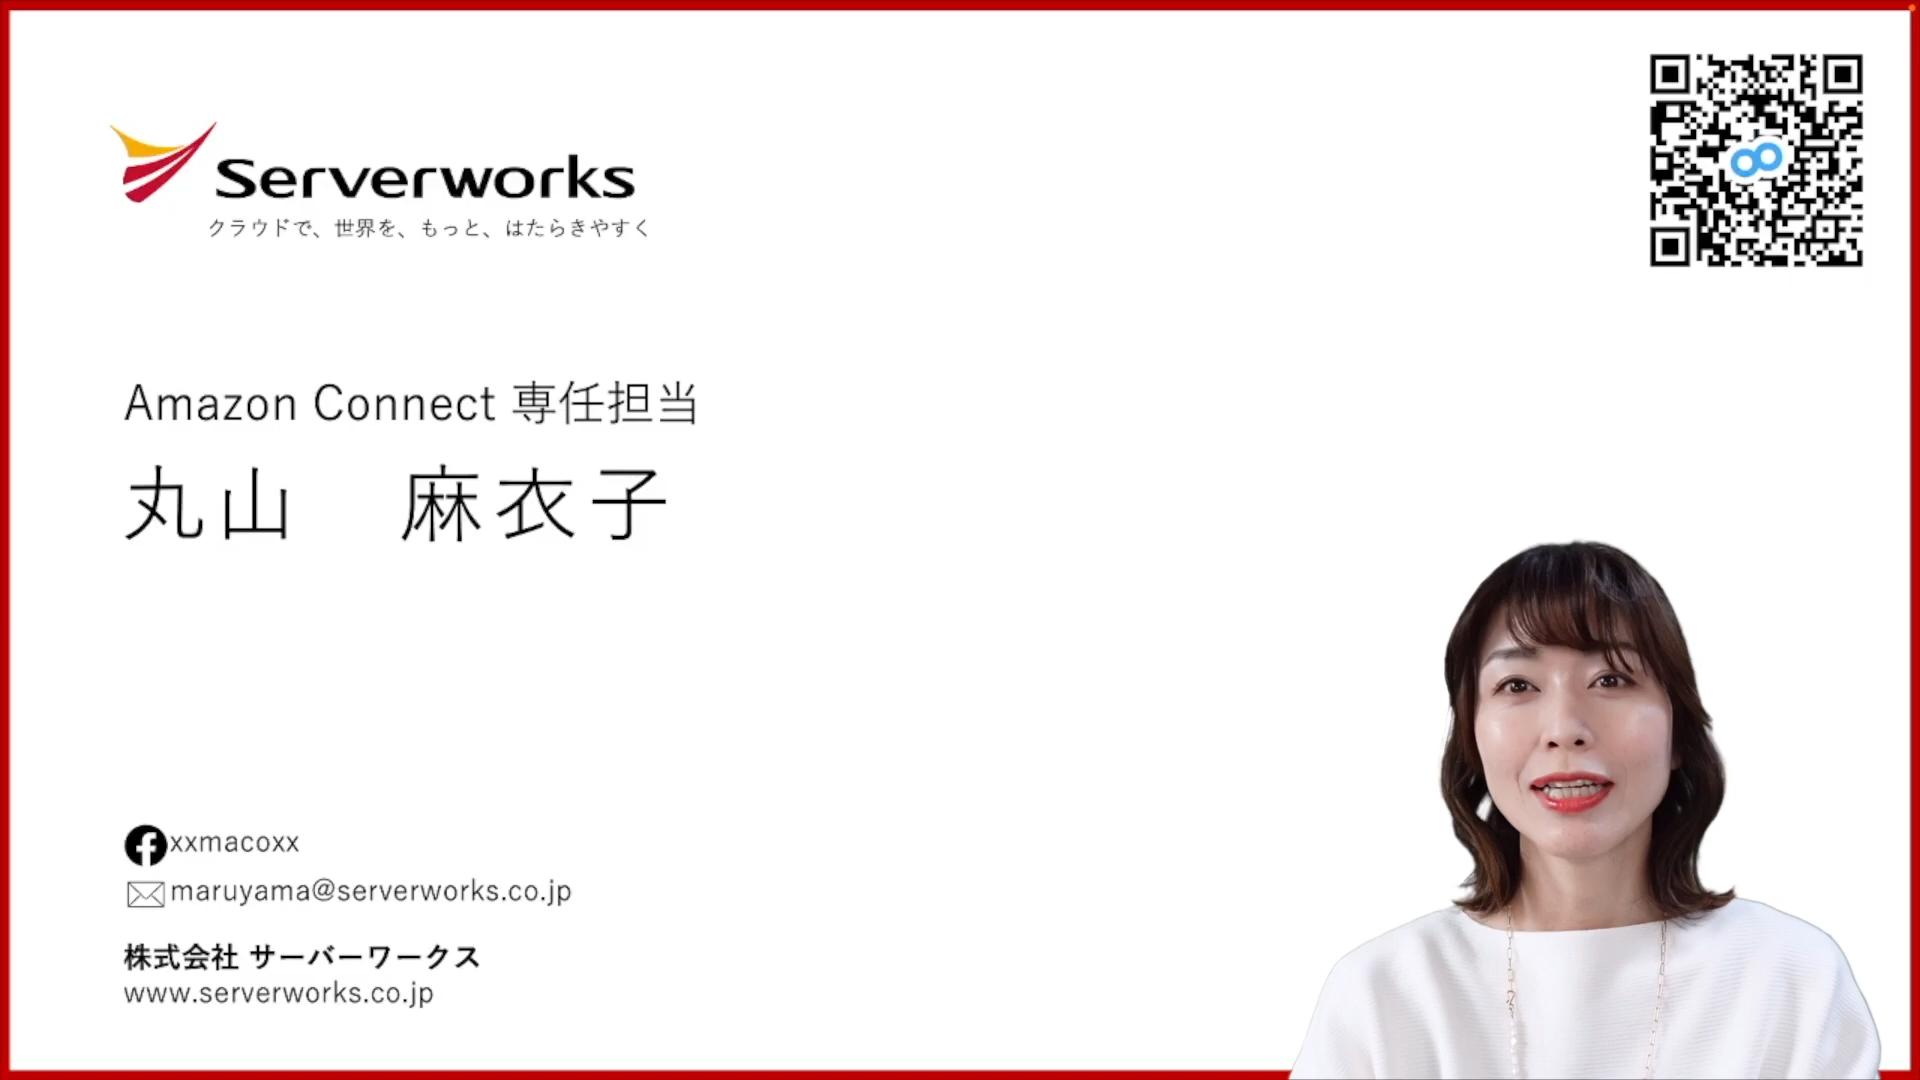 Serverworks
クラウドで、世界を、もっと、はたらきやすく
Amazon Connect 専任担当
丸山　麻衣子
xxmacoxx
maruyama@serverworks.co.jp
株式会社 サーバーワークス
www.serverworks.co.jp